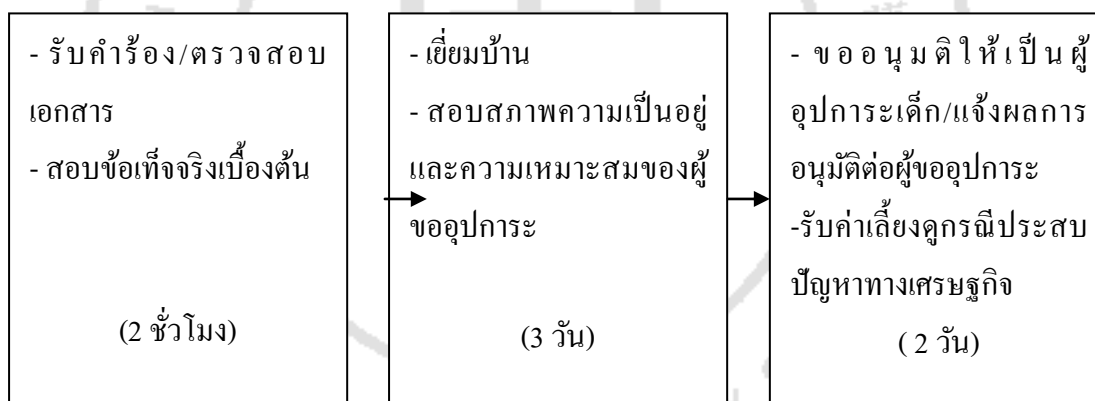 - รับคำร้อง/ตรวจสอบ
เอกสาร
- สอบข้อเท็จจริงเบื้องต้น
(2 ชั่วโมง)
- เยี่ยมบ้าน
- สอบสภาพความเป็นอยู่
และความเหมาะสมของผู้
ขออุปการะ
(3 วัน)
- ขออนุมติให้เป็นผู้
อุปการะเด็ก/แจ้งผลการ
อนุมัติต่อผู้ขออุปการะ
-รับค่าเลี้ยงดูกรณีประสบ
ปัญหาทางเศรษฐกิจ
( 2 วัน)